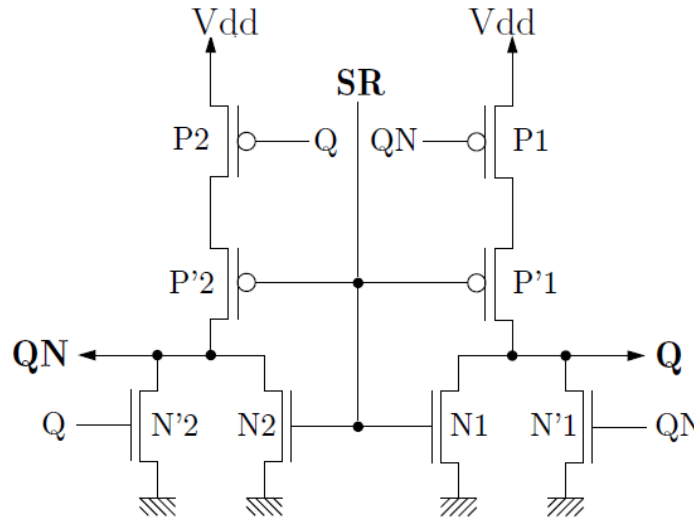 Vdd Vdd
SR
P2 Q QN P1
P'2 P'1
QN Q
Q N'2 N2 N1 N'1 QN